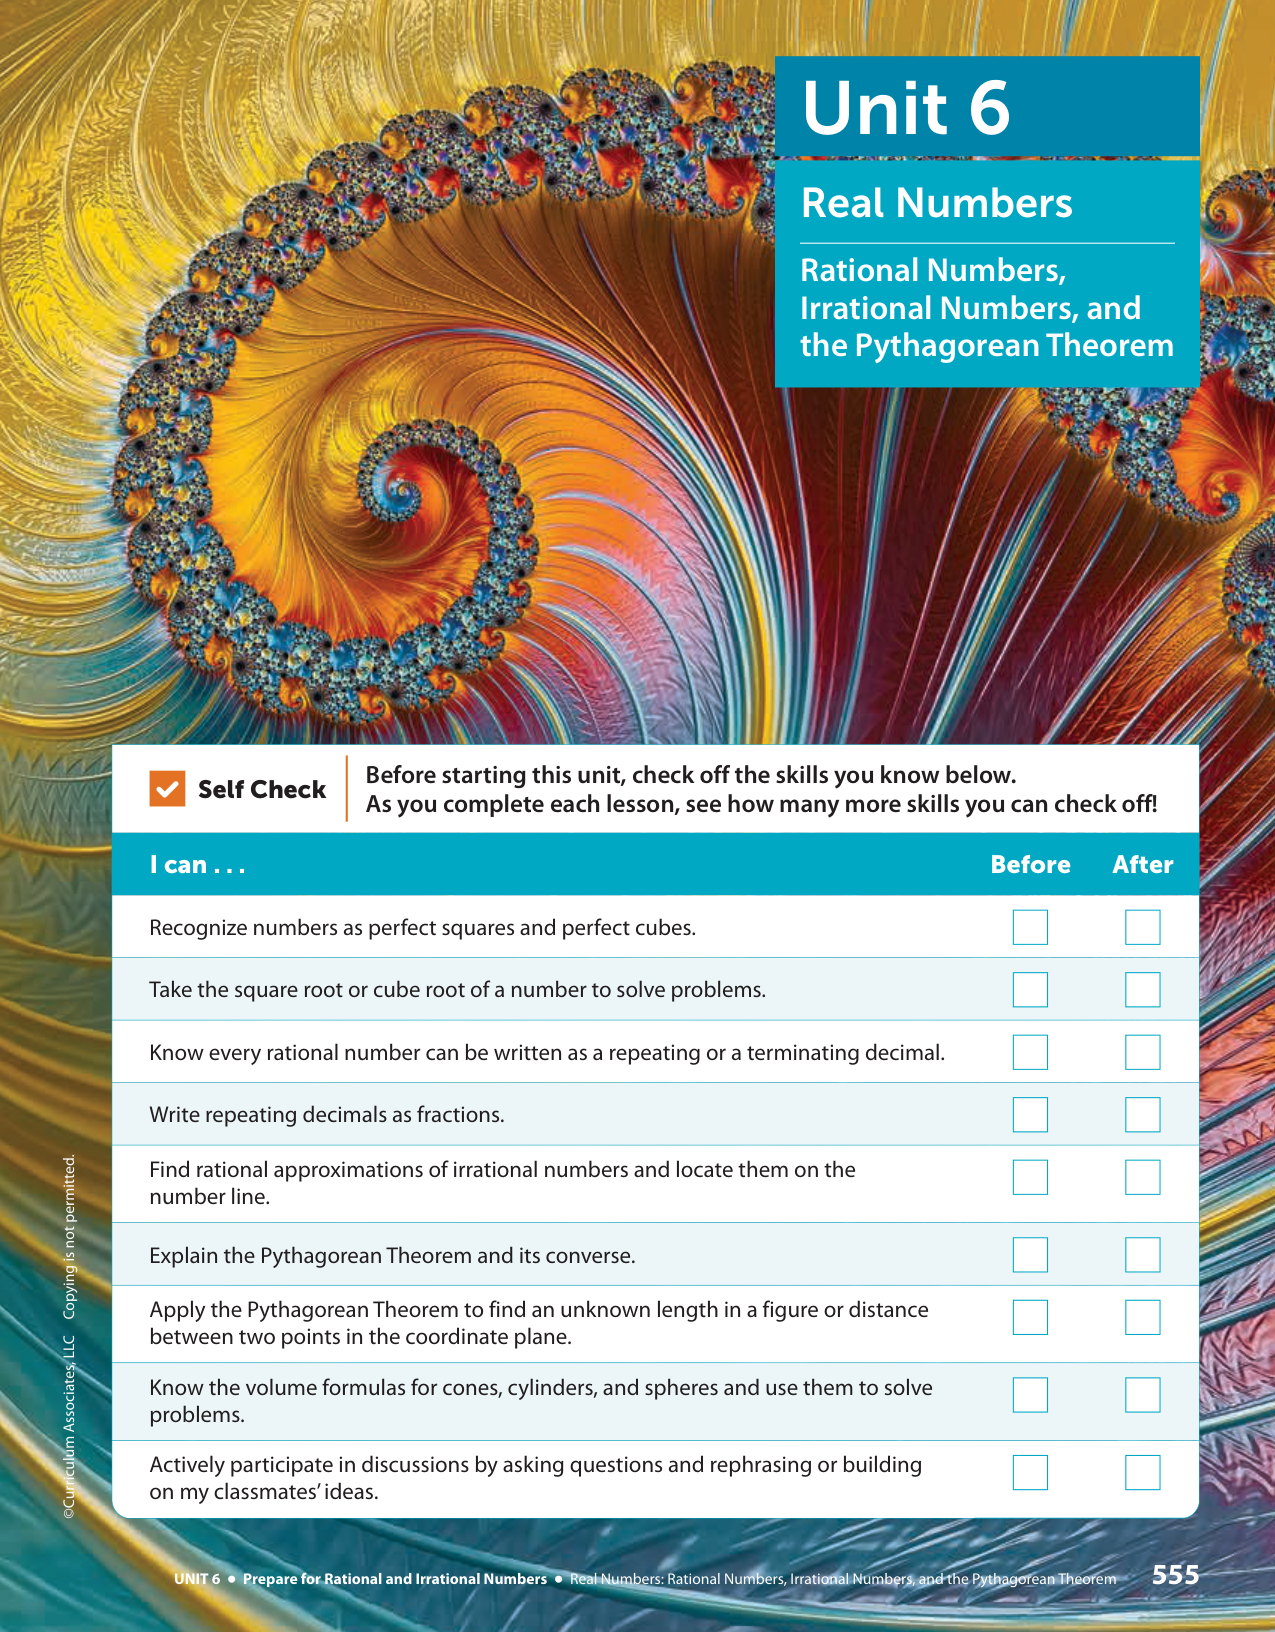 Unit 6
Real Numbers
Rational Numbers,
Irrational Numbers, and
the Pythagorean Theorem
Self Check
Before starting this unit, check off the skills you know below.
As you complete each lesson, see how many more skills you can check off!
I can . . . Before After
Recognize numbers as perfect squares and perfect cubes.
Take the square root or cube root of a number to solve problems.
Know every rational number can be written as a repeating or a terminating decimal.
Write repeating decimals as fractions.
Find rational approximations of irrational numbers and locate them on the
number line.
Explain the Pythagorean Theorem and its converse.
Apply the Pythagorean Theorem to find an unknown length in a figure or distance
between two points in the coordinate plane.
Know the volume formulas for cones, cylinders, and spheres and use them to solve
problems.
Actively participate in discussions by asking questions and rephrasing or building
on my classmates’ ideas.
©Curriculum Associates, LLC Copying is not permitted.
UNIT 6 ● Prepare for Rational and Irrational Numbers ● Real Numbers: Rational Numbers, Irrational Numbers, and the Pythagorean Theorem 555